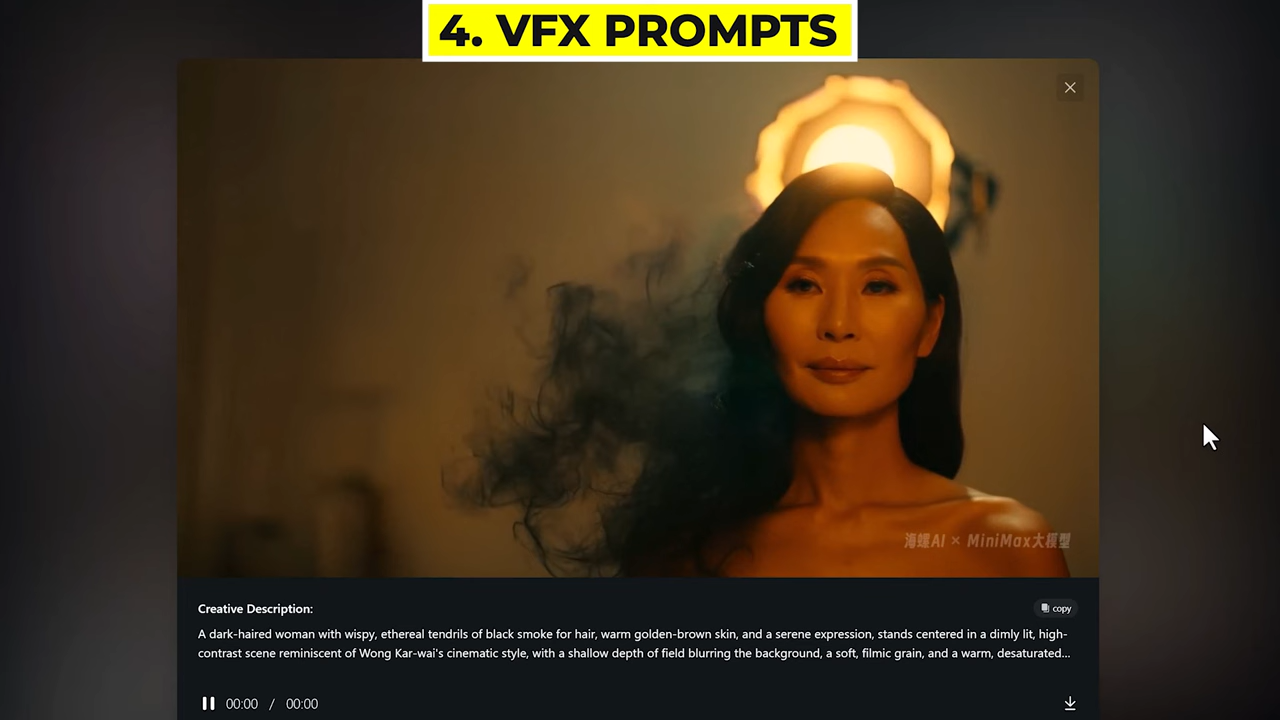 4. VFX PROMPTS
海螺AI × MiniMax大模型
Creative Description:
copy
A dark-haired woman with wispy, ethereal tendrils of black smoke for hair, warm golden-brown skin, and a serene expression, stands centered in a dimly lit, high-
contrast scene reminiscent of Wong Kar-wai's cinematic style, with a shallow depth of field blurring the background, a soft, filmic grain, and a warm, desaturated...
00:00 / 00:00